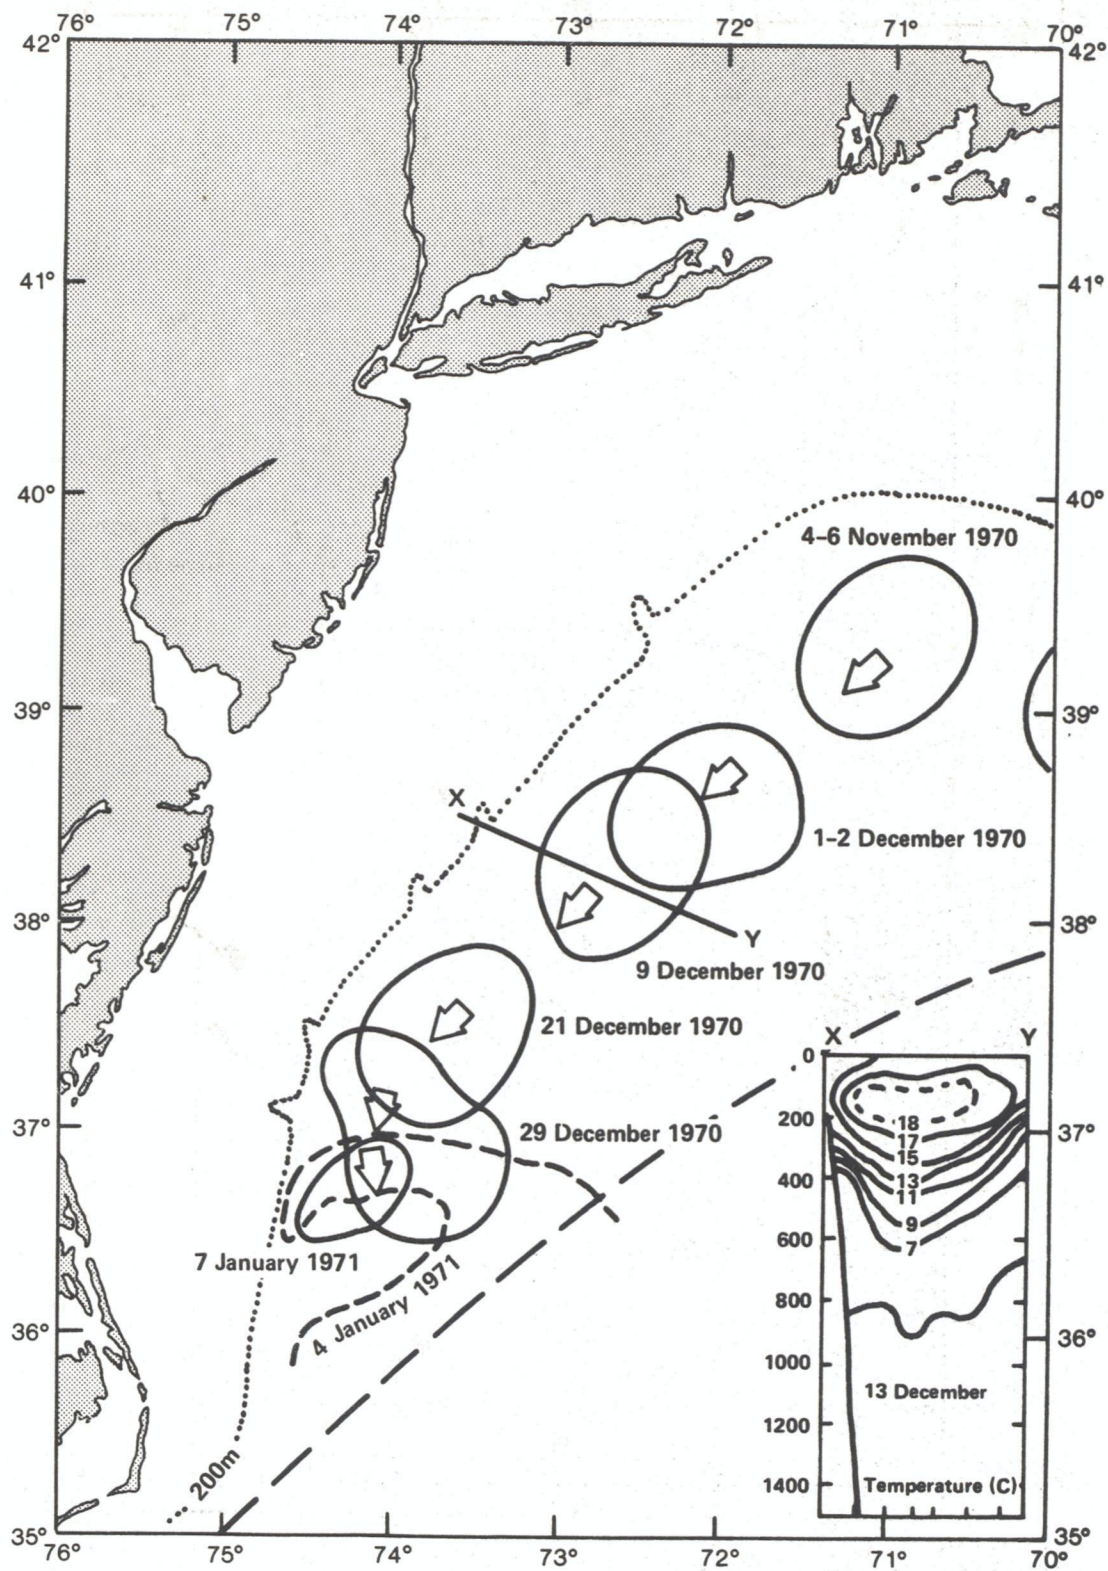 76° 75° 74° 73° 72° 71° 70°
42° 42°
41° 41°
40° 40°
4–6 November 1970
39° 39°
X
1–2 December 1970
38° 38°
Y
9 December 1970
21 December 1970
X Y
0
37° 29 December 1970 37°
200
18
17
15
400
13
11
9
600
7
7 January 1971
4 January 1971
800
36° 36°
1000
13 December
1200
200m
1400
Temperature (C)
35° 35°
76° 75° 74° 73° 72° 71° 70°